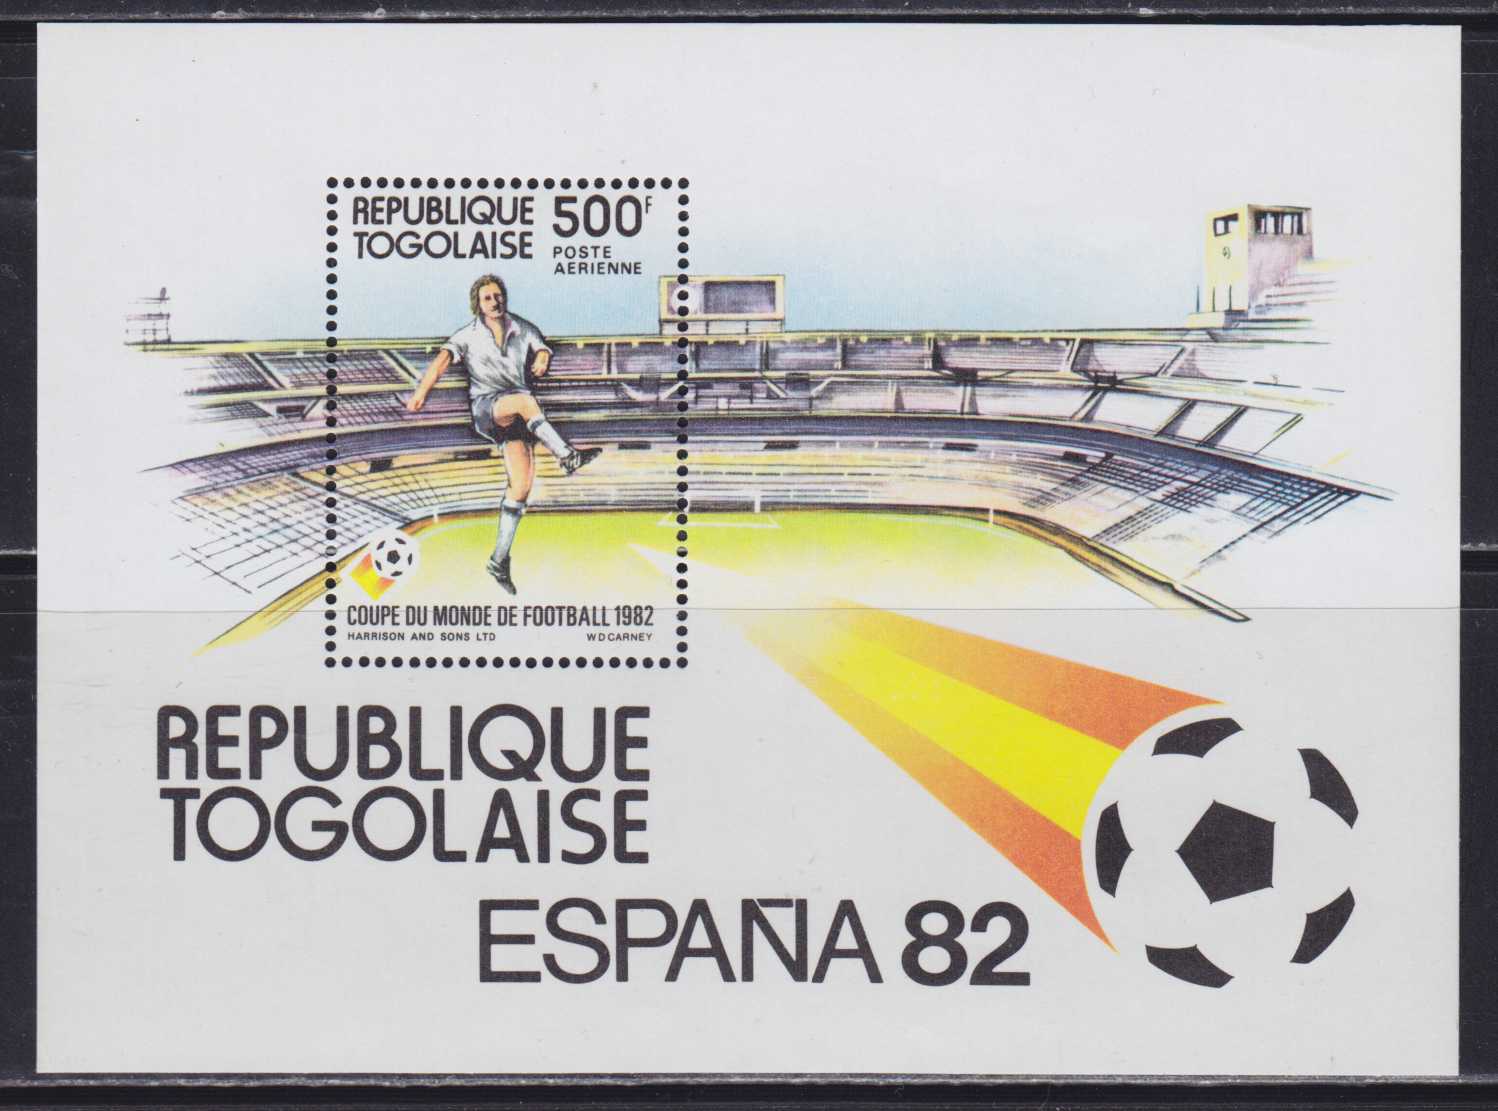 REPUBLIQUE
TOGOLAISE
500F
POSTE
AERIENNE
COUPE DU MONDE DE FOOTBALL 1982
HARRISON AND SONS LTD W D CARNEY
REPUBLIQUE
TOGOLAISE
ESPAÑA 82